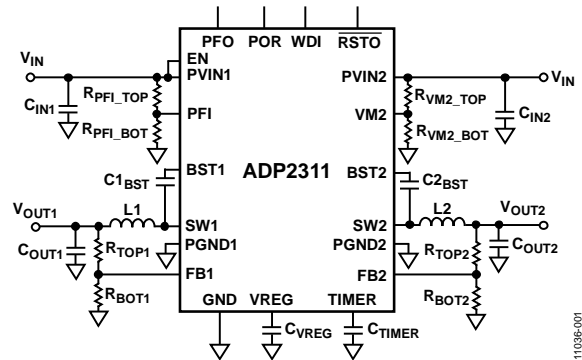 PFO POR WDI RSTO
VIN EN VIN
PVIN1 PVIN2
CIN1 RPFI_TOP RVM2_TOP CIN2
PFI VM2
RPFI_BOT RVM2_BOT
BST1 ADP2311 BST2
C1BST C2BST
VOUT1 L1 L2 VOUT2
SW1 SW2
COUT1 RTOP1 PGND1 PGND2 RTOP2 COUT2
FB1 FB2
RBOT1 RBOT2
GND VREG TIMER
CVREG CTIMER
11036-001